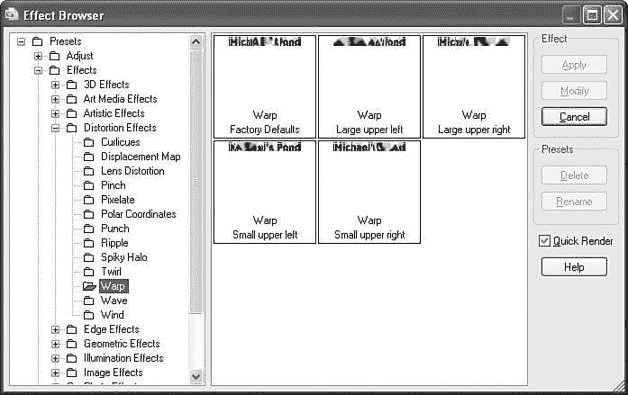 Effect Browser
Presets
Adjust
Effects
3D Effects
Art Media Effects
Artistic Effects
Distortion Effects
Curlicues
Displacement Map
Lens Distortion
Pinch
Pixelate
Polar Coordinates
Punch
Ripple
Spiky Halo
Twirl
Warp
Wave
Wind
Edge Effects
Geometric Effects
Illumination Effects
Image Effects
Warp
Factory Defaults
Warp
Large upper left
Warp
Large upper right
Pond
Michael's
Warp
Small upper left
Warp
Small upper right
Effect
Apply
Modify
Cancel
Presets
Delete
Rename
Quick Render
Help